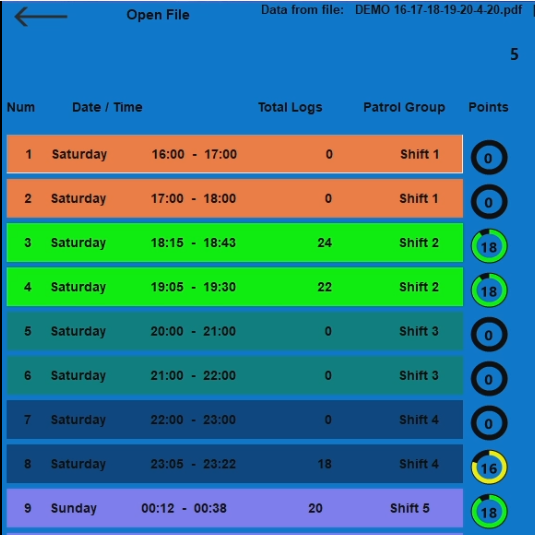 Open File
Data from file: DEMO 16-17-18-19-20-4-20.pdf
5
Num Date / Time Total Logs Patrol Group Points
1 Saturday 16:00 - 17:00 0 Shift 1 0
2 Saturday 17:00 - 18:00 0 Shift 1 0
3 Saturday 18:15 - 18:43 24 Shift 2 18
4 Saturday 19:05 - 19:30 22 Shift 2 18
5 Saturday 20:00 - 21:00 0 Shift 3 0
6 Saturday 21:00 - 22:00 0 Shift 3 0
7 Saturday 22:00 - 23:00 0 Shift 4 0
8 Saturday 23:05 - 23:22 18 Shift 4 16
9 Sunday 00:12 - 00:38 20 Shift 5 18